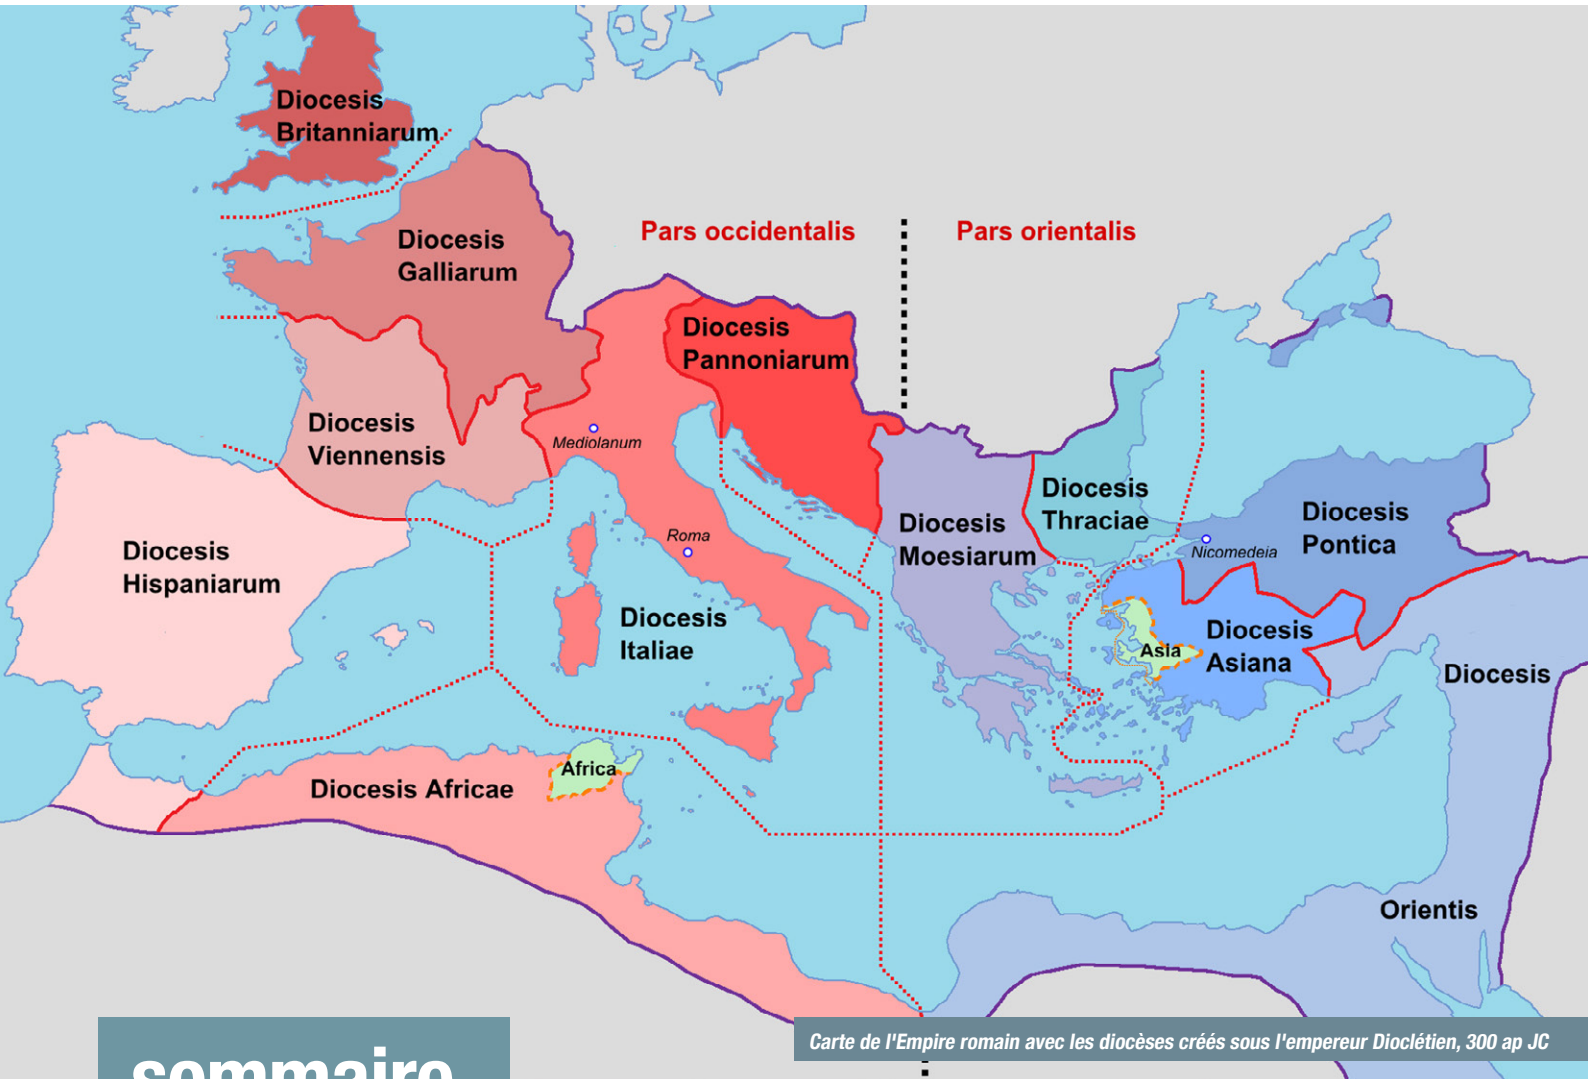 Diocesis
Britanniarum
Diocesis
Galliarum
Pars occidentalis
Pars orientalis
Diocesis
Pannoniarum
Diocesis
Viennensis
Mediolanum
Diocesis
Hispaniarum
Roma
Diocesis
Italiae
Diocesis
Moesiarum
Diocesis
Thraciae
Nicomedeia
Diocesis
Pontica
Asia
Diocesis
Asiana
Diocesis
Orientis
Africa
Diocesis Africae
Carte de l'Empire romain avec les diocèses créés sous l'empereur Dioclétien, 300 ap JC
sommaire